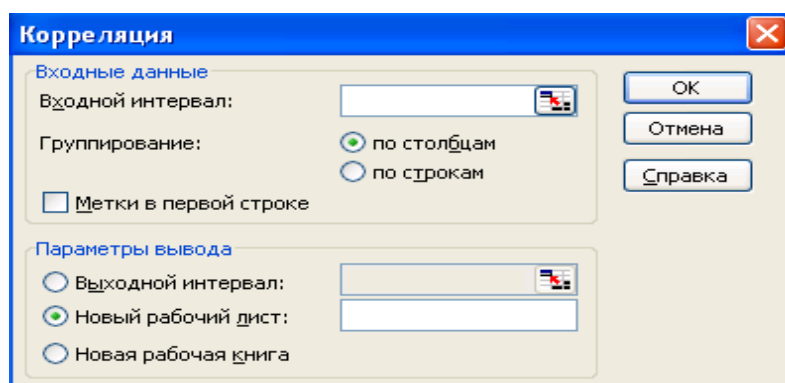 Корреляция
Входные данные
Входной интервал:
ОК
Отмена
Группирование:
по столбцам
по строкам
Справка
Метки в первой строке
Параметры вывода
Выходной интервал:
Новый рабочий лист:
Новая рабочая книга